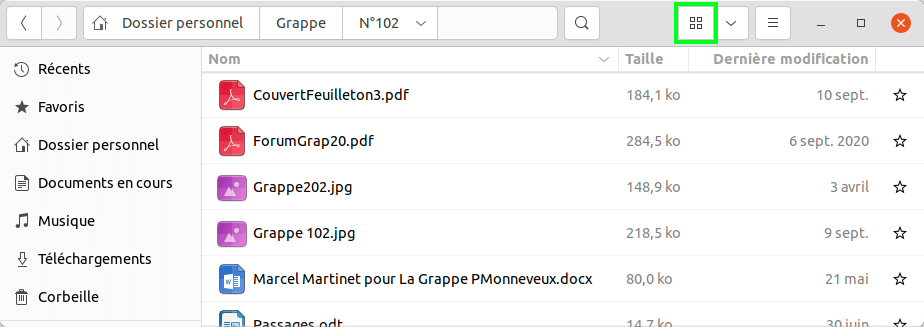 Dossier personnel Grappe N°102
Récents
Favoris
Dossier personnel
Documents en cours
Musique
Téléchargements
Corbeille
Nom Taille Dernière modification
CouvertFeuilleton3.pdf 184,1 ko 10 sept.
ForumGrap20.pdf 284,5 ko 6 sept. 2020
Grappe202.jpg 148,9 ko 3 avril
Grappe 102.jpg 218,5 ko 9 sept.
Marcel Martinet pour La Grappe PMonneveux.docx 80,0 ko 21 mai
Passages.odt 14,7 ko 30 juin